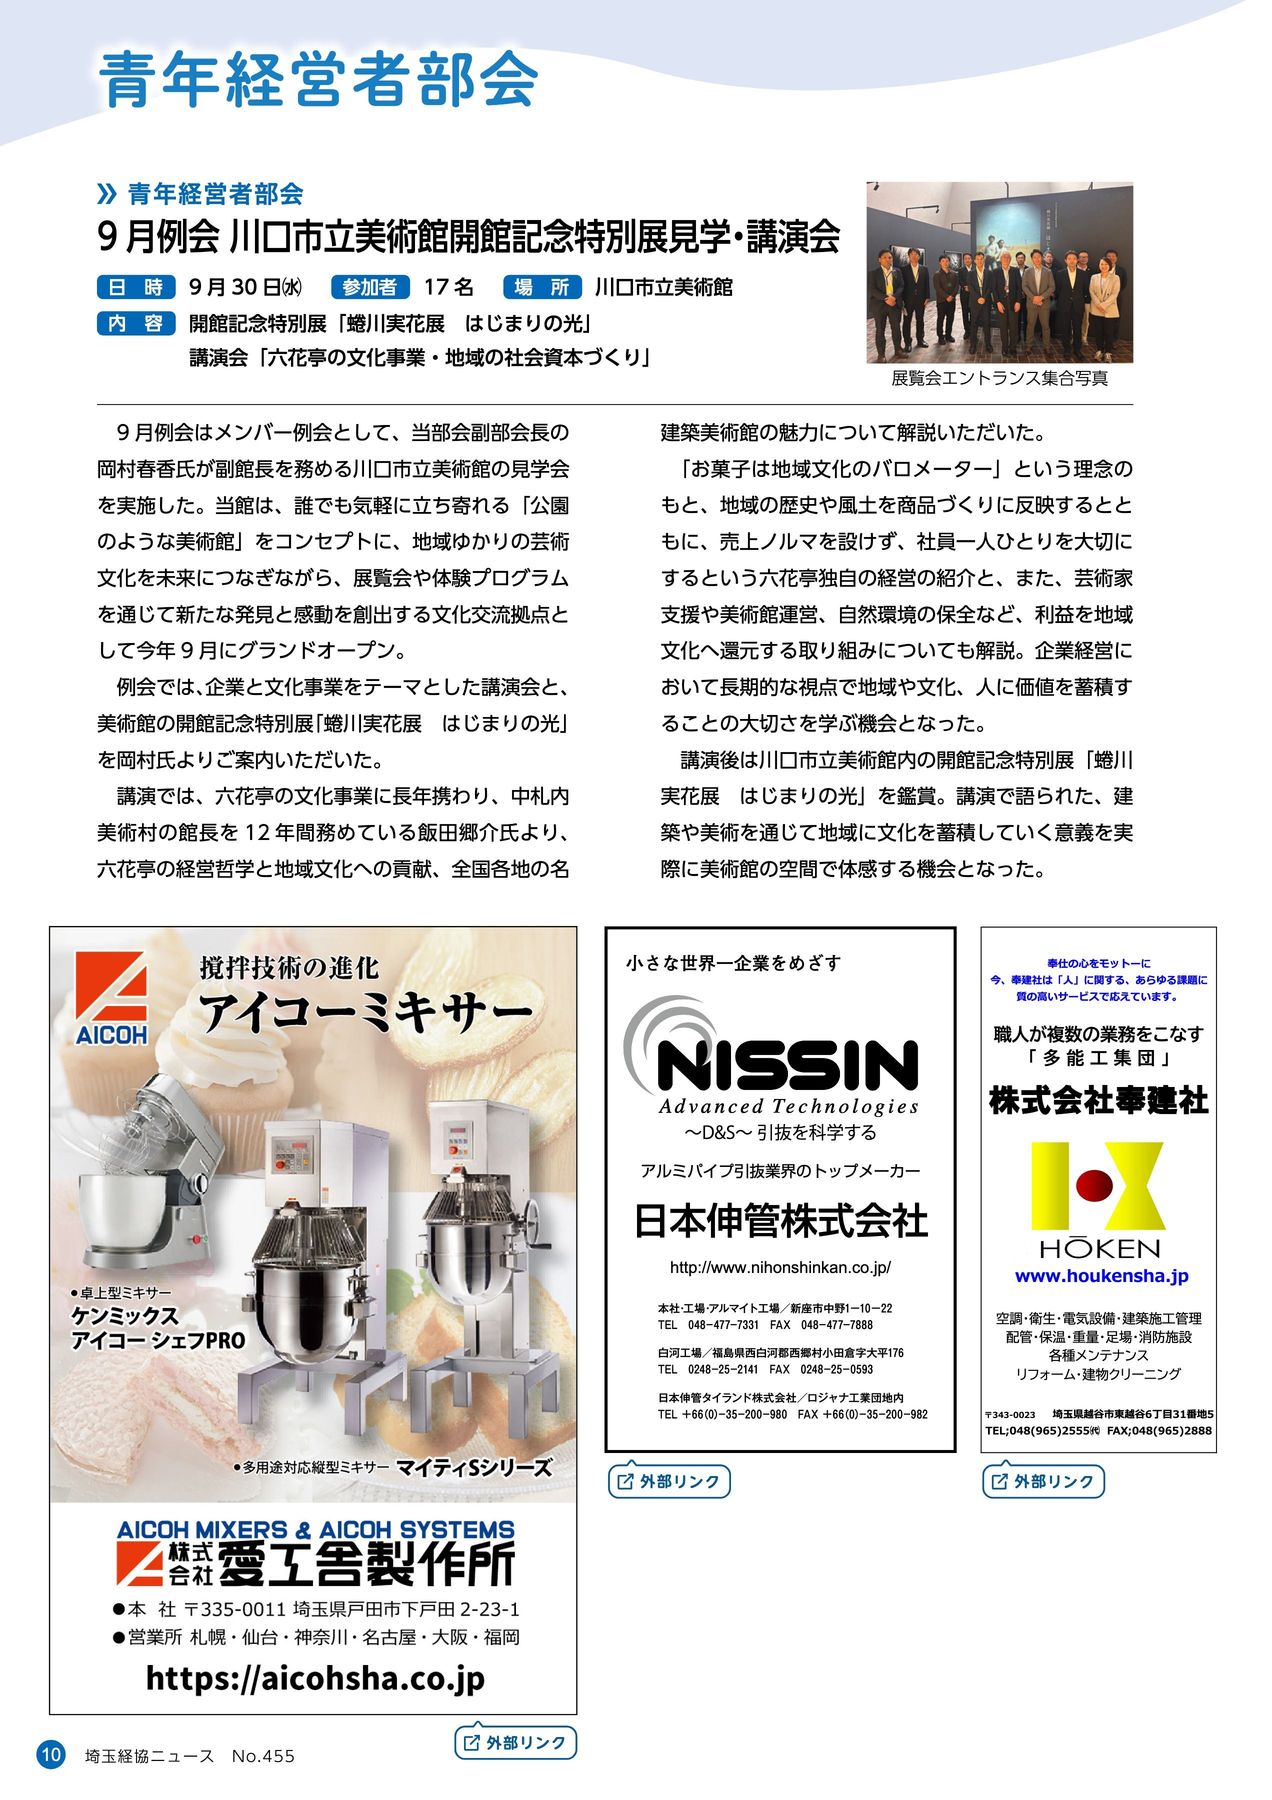 青年経営者部会
青年経営者部会
9月例会 川口市立美術館開館記念特別展見学・講演会
日 時 9月30日㈬ 参加者 17名 場 所 川口市立美術館
内 容 開館記念特別展「蜷川実花展　はじまりの光」
講演会「六花亭の文化事業・地域の社会資本づくり」
展覧会エントランス集合写真
9月例会はメンバー例会として、当部会副部会長の
岡村春香氏が副館長を務める川口市立美術館の見学会
を実施した。当館は、誰でも気軽に立ち寄れる「公園
のような美術館」をコンセプトに、地域ゆかりの芸術
文化を未来につなぎながら、展覧会や体験プログラム
を通じて新たな発見と感動を創出する文化交流拠点と
して今年9月にグランドオープン。
例会では、企業と文化事業をテーマとした講演会と、
美術館の開館記念特別展「蜷川実花展　はじまりの光」
を岡村氏よりご案内いただいた。
講演では、六花亭の文化事業に長年携わり、中札内
美術村の館長を12年間務めている飯田郷介氏より、
六花亭の経営哲学と地域文化への貢献、全国各地の名
建築美術館の魅力について解説いただいた。
「お菓子は地域文化のバロメーター」という理念の
もと、地域の歴史や風土を商品づくりに反映するとと
もに、売上ノルマを設けず、社員一人ひとりを大切に
するという六花亭独自の経営の紹介と、また、芸術家
支援や美術館運営、自然環境の保全など、利益を地域
文化へ還元する取り組みについても解説。企業経営に
おいて長期的な視点で地域や文化、人に価値を蓄積す
ることの大切さを学ぶ機会となった。
講演後は川口市立美術館内の開館記念特別展「蜷川
実花展　はじまりの光」を鑑賞。講演で語られた、建
築や美術を通じて地域に文化を蓄積していく意義を実
際に美術館の空間で体感する機会となった。
AICOH
撹拌技術の進化
アイコーミキサー
●卓上型ミキサー
ケンミックス
アイコー シェフPRO
●多用途対応縦型ミキサー マイティSシリーズ
AICOH MIXERS & AICOH SYSTEMS
株式会社 愛工舎製作所
●本 社 〒335-0011 埼玉県戸田市下戸田2-23-1
●営業所 札幌・仙台・神奈川・名古屋・大阪・福岡
https://aicohsha.co.jp
外部リンク
小さな世界一企業をめざす
NISSIN
Advanced Technologies
～D&S～ 引抜を科学する
アルミパイプ引抜業界のトップメーカー
日本伸管株式会社
http://www.nihonshinkan.co.jp/
本社・工場・アルマイト工場／新座市中野1-10-22
TEL 048-477-7331 FAX 048-477-7888
白河工場／福島県西白河郡西郷村小田倉字大平176
TEL 0248-25-2141 FAX 0248-25-0593
日本伸管タイランド株式会社／ロジャナ工業団地内
TEL +66(0)-35-200-980 FAX +66(0)-35-200-982
外部リンク
奉仕の心をモットーに
今、奉建社は「人」に関する、あらゆる課題に
質の高いサービスで応えています。
職人が複数の業務をこなす
「多能工集団」
株式会社奉建社
HŌKEN
www.houkensha.jp
空調・衛生・電気設備・建築施工管理
配管・保温・重量・足場・消防施設
各種メンテナンス
リフォーム・建物クリーニング
〒343-0023 埼玉県越谷市東越谷6丁目31番地5
TEL;048(965)2555㈹ FAX;048(965)2888
外部リンク
10 埼玉経協ニュース No.455